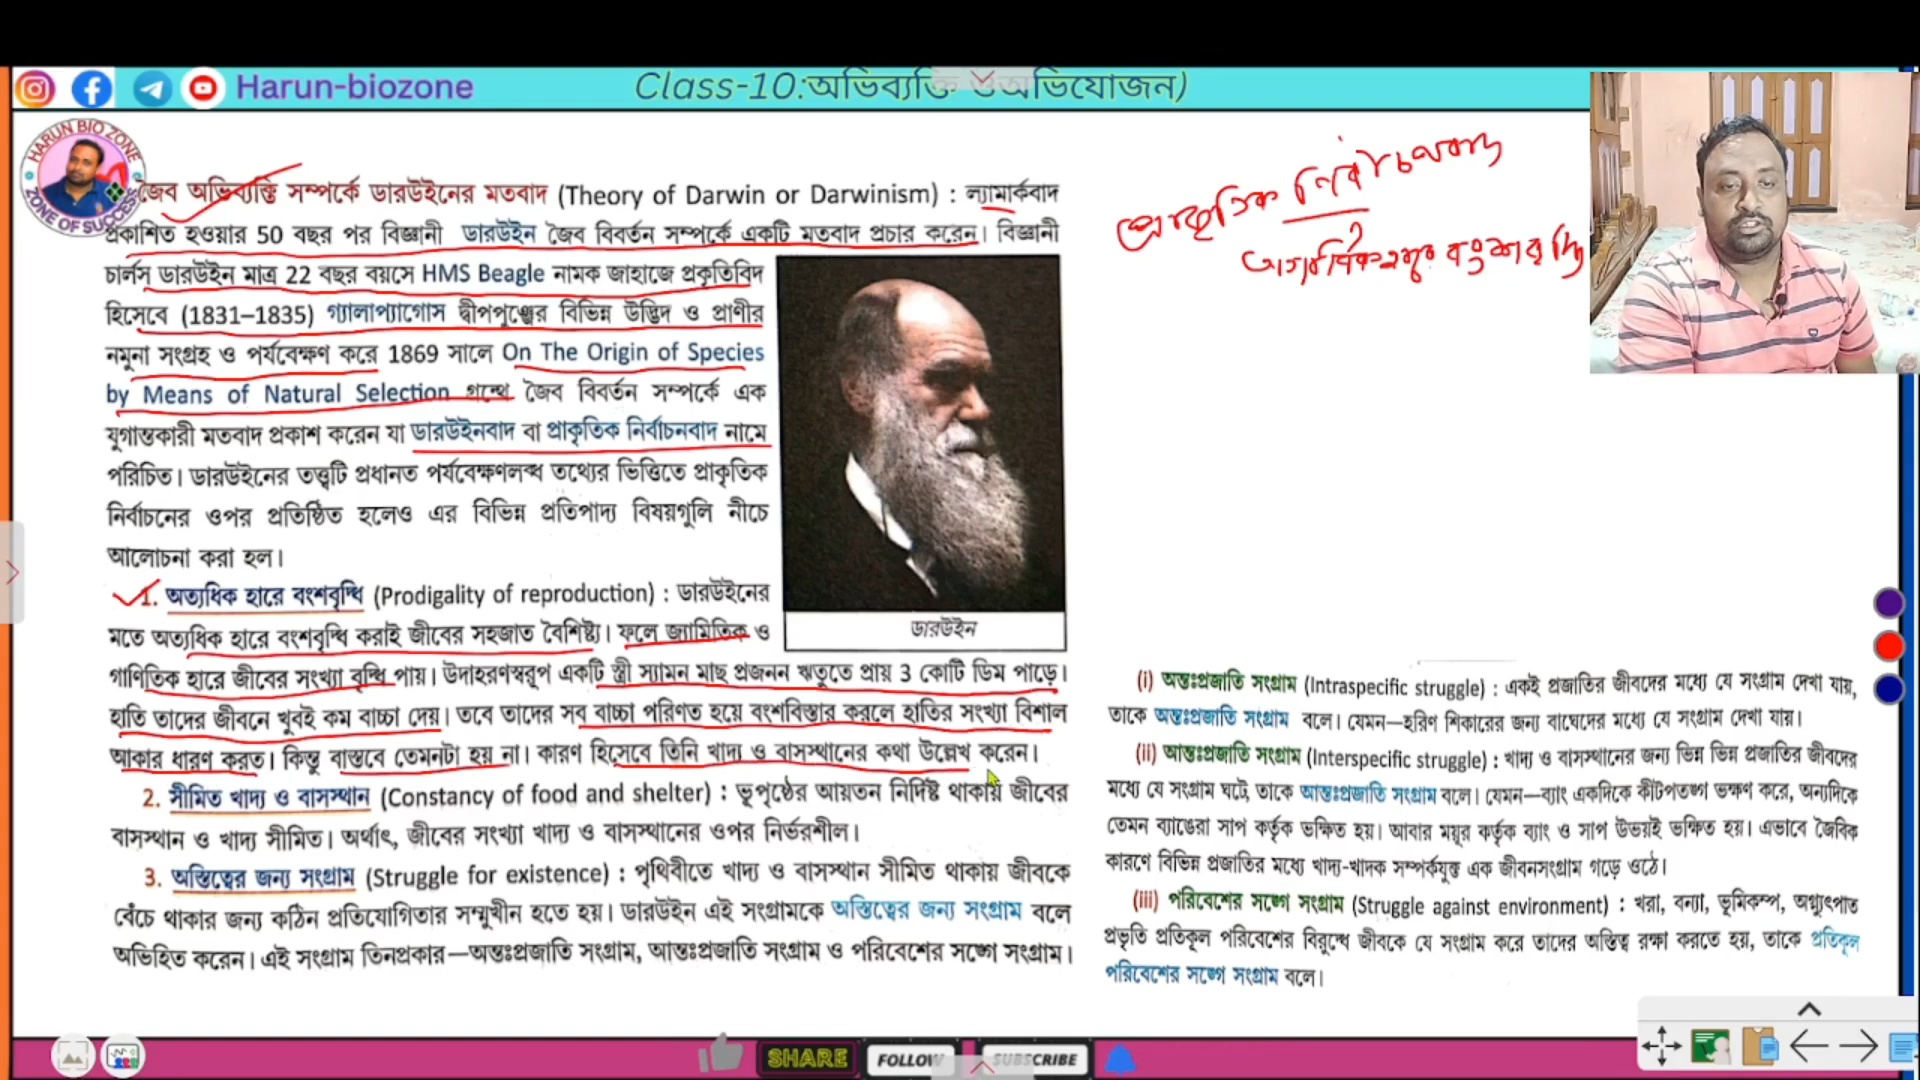 Harun-biozone
Class-10:অভিব্যক্তি ও অভিযোজন)
HARUN BIO ZONE
ZONE OF SUCCESS
জৈব অভিব্যক্তি সম্পর্কে ডারউইনের মতবাদ (Theory of Darwin or Darwinism) : ল্যামার্কবাদ
প্রকাশিত হওয়ার 50 বছর পর বিজ্ঞানী ডারউইন জৈব বিবর্তন সম্পর্কে একটি মতবাদ প্রচার করেন। বিজ্ঞানী
চার্লস ডারউইন মাত্র 22 বছর বয়সে HMS Beagle নামক জাহাজে প্রকৃতিবিদ
হিসেবে (1831–1835) গ্যালাপ্যাগোস দ্বীপপুঞ্জের বিভিন্ন উদ্ভিদ ও প্রাণীর
নমুনা সংগ্রহ ও পর্যবেক্ষণ করে 1869 সালে On The Origin of Species
by Means of Natural Selection গ্রন্থে জৈব বিবর্তন সম্পর্কে এক
যুগান্তকারী মতবাদ প্রকাশ করেন যা ডারউইনবাদ বা প্রাকৃতিক নির্বাচনবাদ নামে
পরিচিত। ডারউইনের তত্ত্বটি প্রধানত পর্যবেক্ষণলব্ধ তথ্যের ভিত্তিতে প্রাকৃতিক
নির্বাচনের ওপর প্রতিষ্ঠিত হলেও এর বিভিন্ন প্রতিপাদ্য বিষয়গুলি নীচে
আলোচনা করা হল।
1. অত্যধিক হারে বংশবৃদ্ধি (Prodigality of reproduction) : ডারউইনের
মতে অত্যধিক হারে বংশবৃদ্ধি করাই জীবের সহজাত বৈশিষ্ট্য। ফলে জ্যামিতিক ও
গাণিতিক হারে জীবের সংখ্যা বৃদ্ধি পায়। উদাহরণস্বরূপ একটি স্ত্রী স্যামন মাছ প্রজনন ঋতুতে প্রায় 3 কোটি ডিম পাড়ে।
হাতি তাদের জীবনে খুবই কম বাচ্চা দেয়। তবে তাদের সব বাচ্চা পরিণত হয়ে বংশবিস্তার করলে হাতির সংখ্যা বিশাল
আকার ধারণ করত। কিন্তু বাস্তবে তেমনটা হয় না। কারণ হিসেবে তিনি খাদ্য ও বাসস্থানের কথা উল্লেখ করেন।
2. সীমিত খাদ্য ও বাসস্থান (Constancy of food and shelter) : ভূপৃষ্ঠের আয়তন নির্দিষ্ট থাকায় জীবের
বাসস্থান ও খাদ্য সীমিত। অর্থাৎ, জীবের সংখ্যা খাদ্য ও বাসস্থানের ওপর নির্ভরশীল।
3. অস্তিত্বের জন্য সংগ্রাম (Struggle for existence) : পৃথিবীতে খাদ্য ও বাসস্থান সীমিত থাকায় জীবকে
বেঁচে থাকার জন্য কঠিন প্রতিযোগিতার সম্মুখীন হতে হয়। ডারউইন এই সংগ্রামকে অস্তিত্বের জন্য সংগ্রাম বলে
অভিহিত করেন। এই সংগ্রাম তিনপ্রকার—অন্তঃপ্রজাতি সংগ্রাম, আন্তঃপ্রজাতি সংগ্রাম ও পরিবেশের সঙ্গে সংগ্রাম।
ডারউইন
প্রাকৃতিক নির্বাচনবাদ
বংশবৃদ্ধি
(i) অন্তঃপ্রজাতি সংগ্রাম (Intraspecific struggle) : একই প্রজাতির জীবদের মধ্যে যে সংগ্রাম দেখা যায়,
তাকে অন্তঃপ্রজাতি সংগ্রাম বলে। যেমন—হরিণ শিকারের জন্য বাঘেদের মধ্যে যে সংগ্রাম দেখা যায়।
(ii) আন্তঃপ্রজাতি সংগ্রাম (Interspecific struggle) : খাদ্য ও বাসস্থানের জন্য ভিন্ন ভিন্ন প্রজাতির জীবদের
মধ্যে যে সংগ্রাম ঘটে, তাকে আন্তঃপ্রজাতি সংগ্রাম বলে। যেমন—ব্যাং একদিকে কীটপতঙ্গ ভক্ষণ করে, অন্যদিকে
তেমন ব্যাঙেরা সাপ কর্তৃক ভক্ষিত হয়। আবার ময়ূর কর্তৃক ব্যাং ও সাপ উভয়ই ভক্ষিত হয়। এভাবে জৈবিক
কারণে বিভিন্ন প্রজাতির মধ্যে খাদ্য-খাদক সম্পর্কযুক্ত এক জীবনসংগ্রাম গড়ে ওঠে।
(iii) পরিবেশের সঙ্গে সংগ্রাম (Struggle against environment) : খরা, বন্যা, ভূমিকম্প, অগ্ন্যুৎপাত
প্রভৃতি প্রতিকূল পরিবেশের বিরুদ্ধে জীবকে যে সংগ্রাম করে তাদের অস্তিত্ব রক্ষা করতে হয়, তাকে প্রতিকূল
পরিবেশের সঙ্গে সংগ্রাম বলে।
SHARE
FOLLOW
SUBSCRIBE